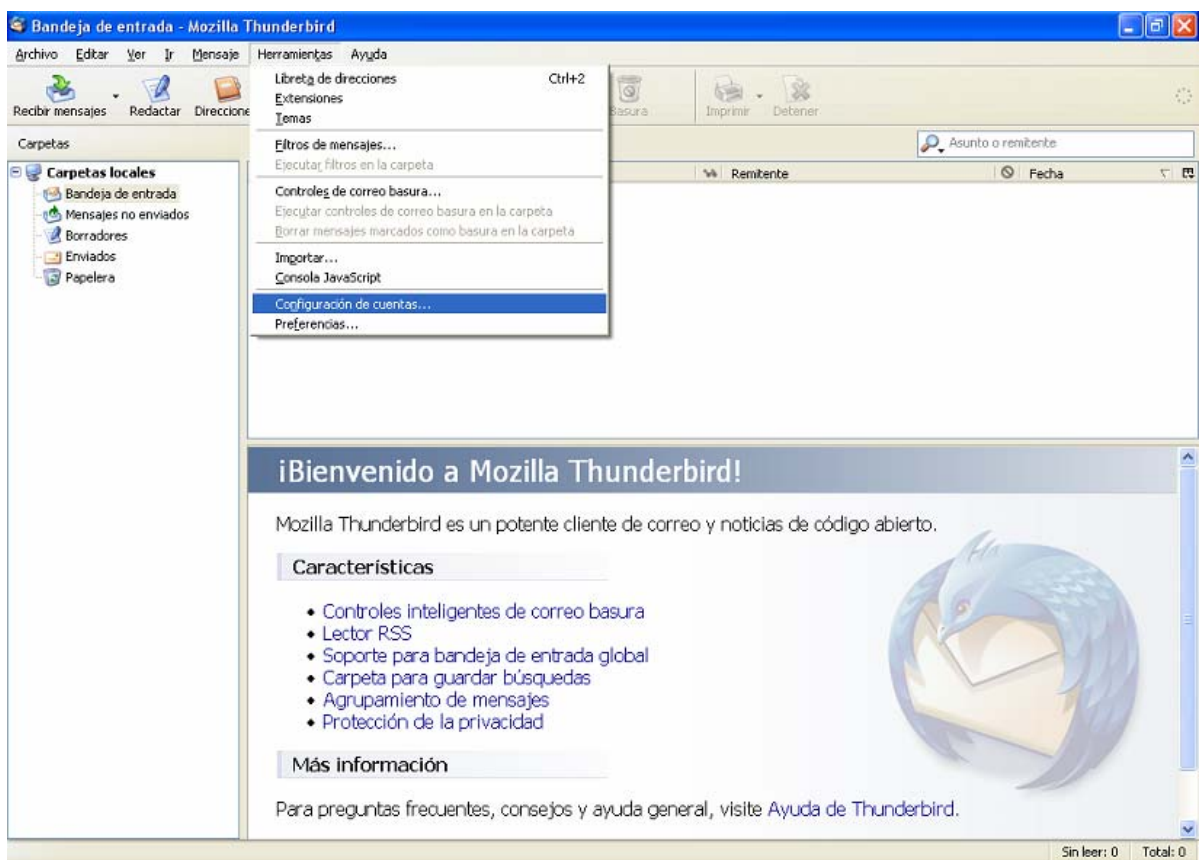 Bandeja de entrada - Mozilla Thunderbird
Archivo Editar Ver Ir Mensaje Herramientas Ayuda
Recibir mensajes Redactar Direccione Basura Imprimir Detener
Libreta de direcciones Ctrl+2
Extensiones
Temas
Filtros de mensajes...
Ejecutar filtros en la carpeta
Controles de correo basura...
Ejecutar controles de correo basura en la carpeta
Borrar mensajes marcados como basura en la carpeta
Importar...
Consola JavaScript
Configuración de cuentas...
Preferencias...
Carpetas
Asunto o remitente
Carpetas locales
Bandeja de entrada
Mensajes no enviados
Borradores
Enviados
Papelera
Remitente Fecha
¡Bienvenido a Mozilla Thunderbird!
Mozilla Thunderbird es un potente cliente de correo y noticias de código abierto.
Características
• Controles inteligentes de correo basura
• Lector RSS
• Soporte para bandeja de entrada global
• Carpeta para guardar búsquedas
• Agrupamiento de mensajes
• Protección de la privacidad
Más información
Para preguntas frecuentes, consejos y ayuda general, visite Ayuda de Thunderbird.
Sin leer: 0 Total: 0